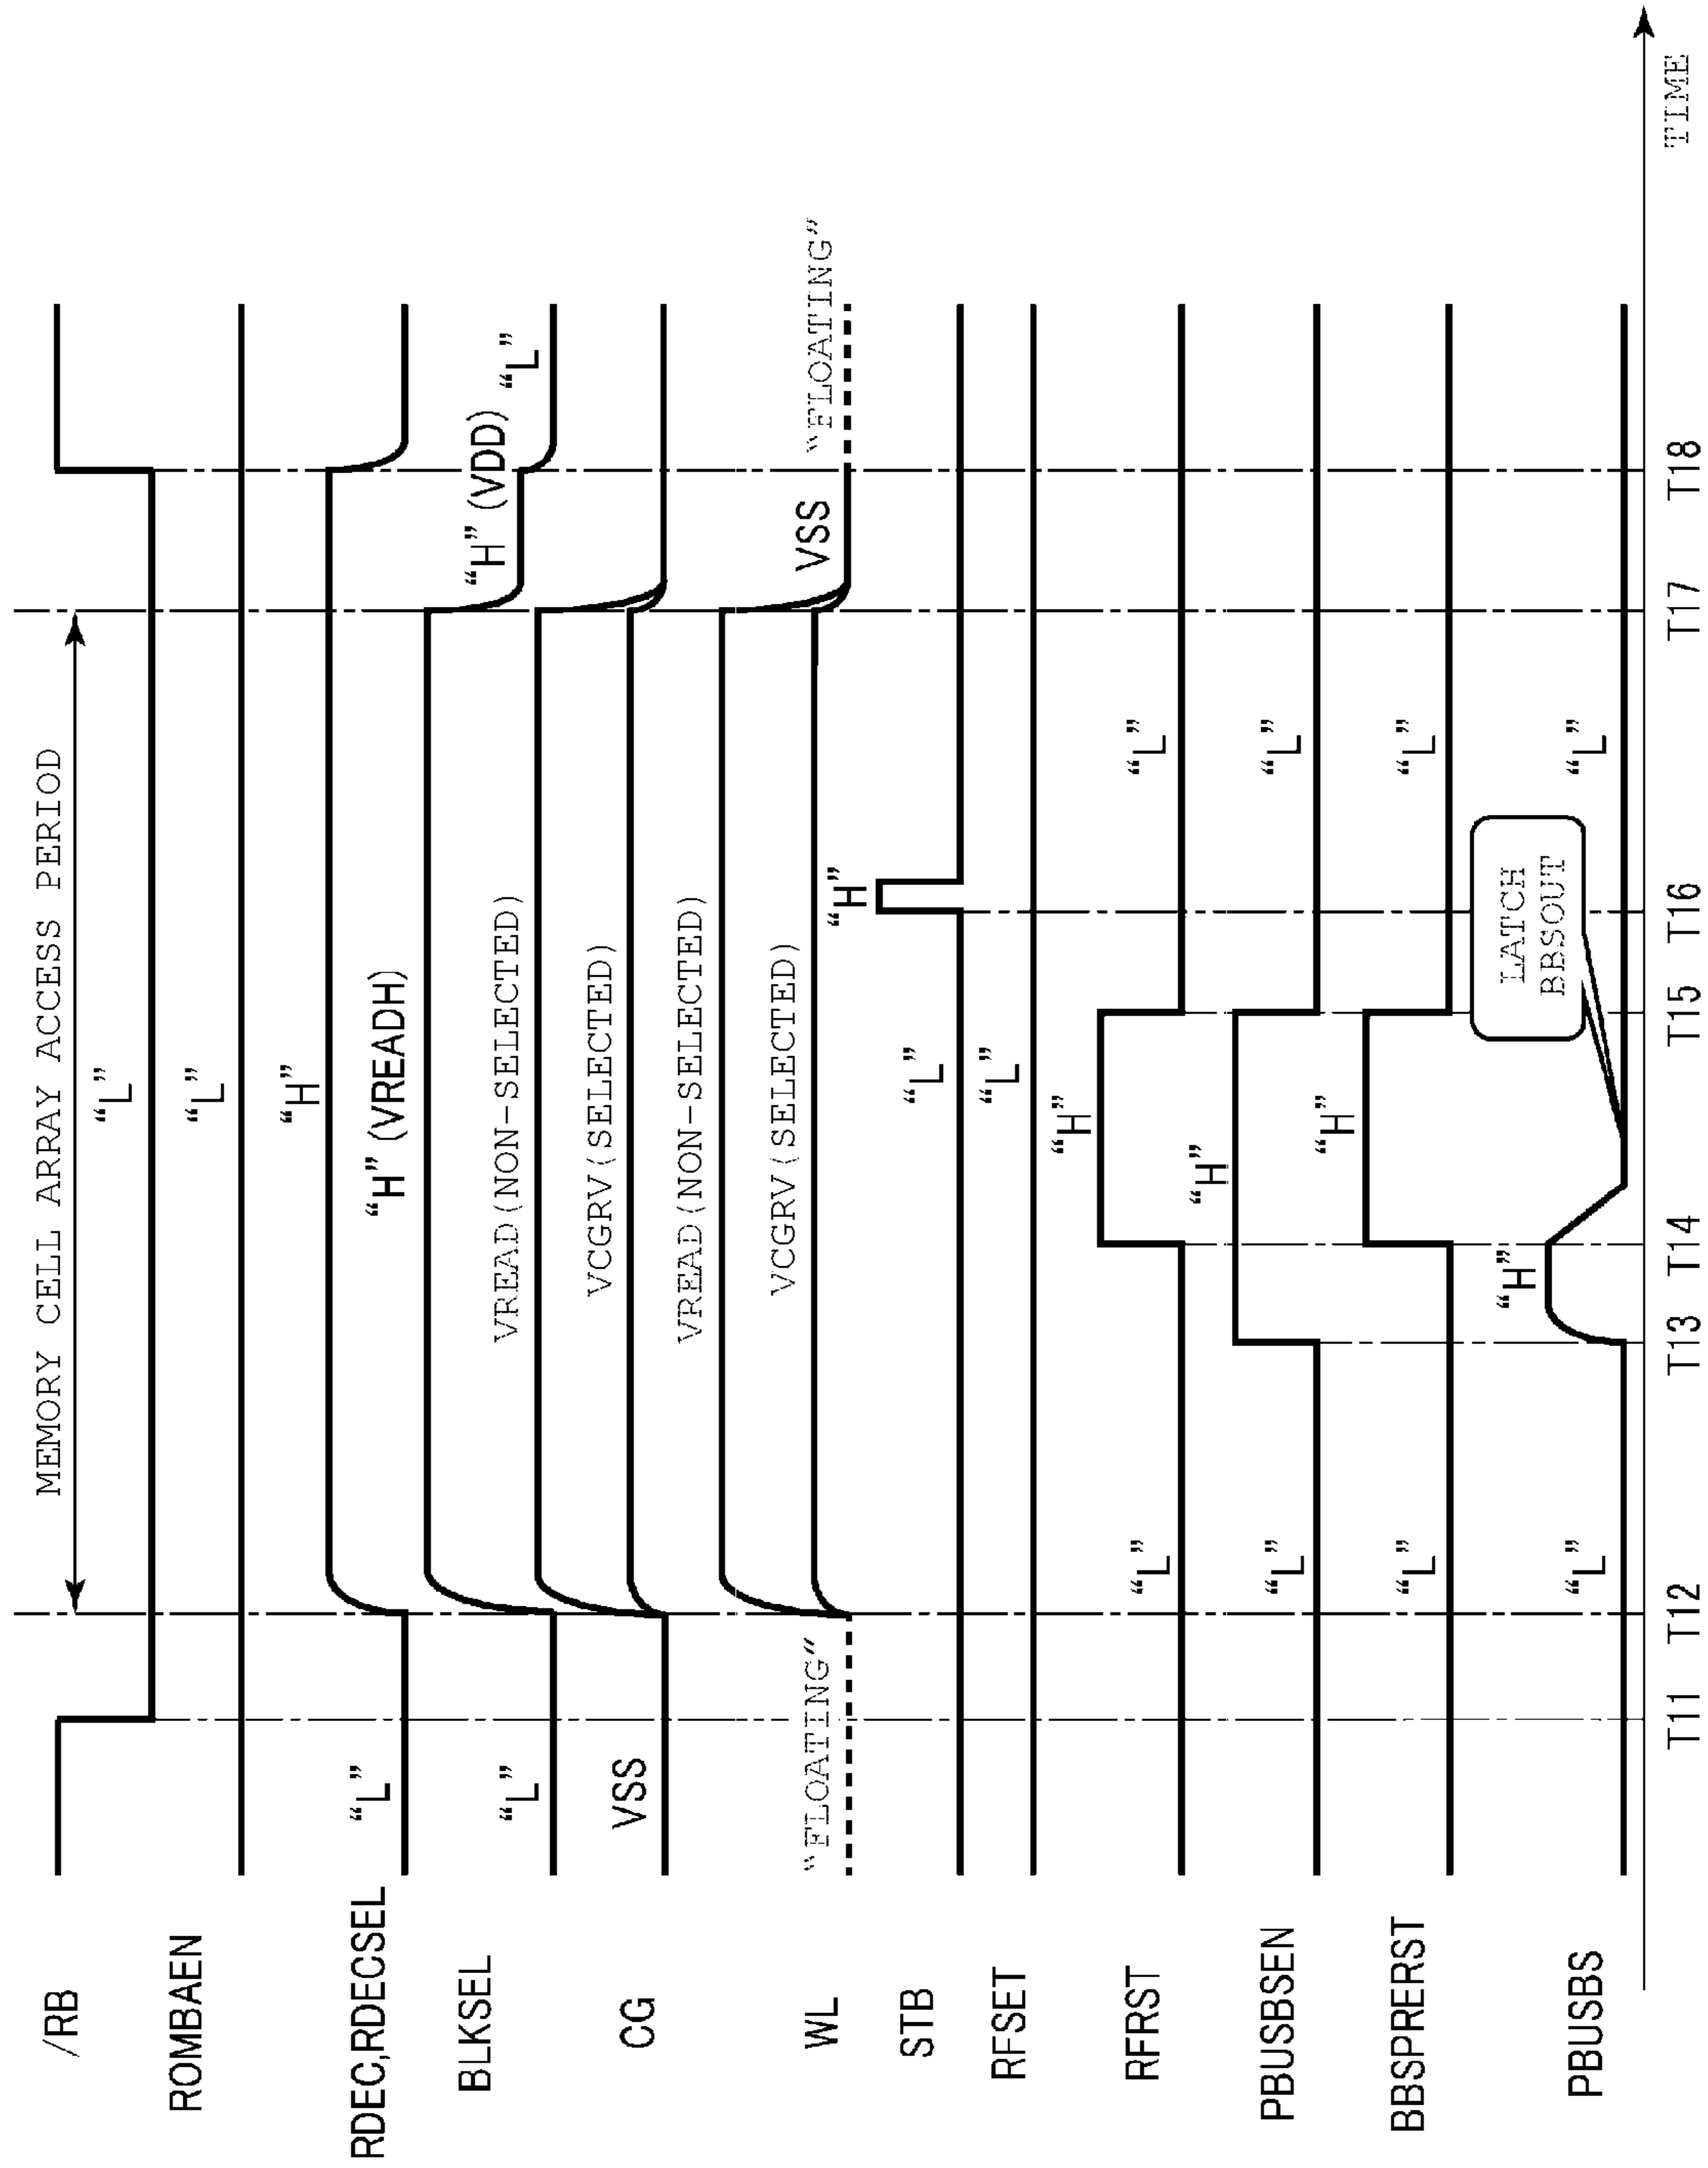 MEMORY CELL ARRAY ACCESS PERIOD
/RB
“L”
ROMBAEN
“L”
RDEC,RDECSEL
“L”
“H”
BLKSEL
“L”
“H” (VREADH)
“H” (VDD)
“L”
CG
VSS
VREAD(NON-SELECTED)
VCGRV(SELECTED)
WL
“FLOATING”
VREAD(NON-SELECTED)
VCGRV(SELECTED)
VSS
“FLOATING”
STB
“L”
“H”
RFSET
“L”
RFRST
“L”
“H”
“L”
PBUSBSEN
“L”
“H”
“L”
BBSPRERST
“L”
“H”
“L”
PBUSBS
“L”
“H”
LATCH
BBSOUT
“L”
T11 T12 T13 T14 T15 T16 T17 T18
TIME